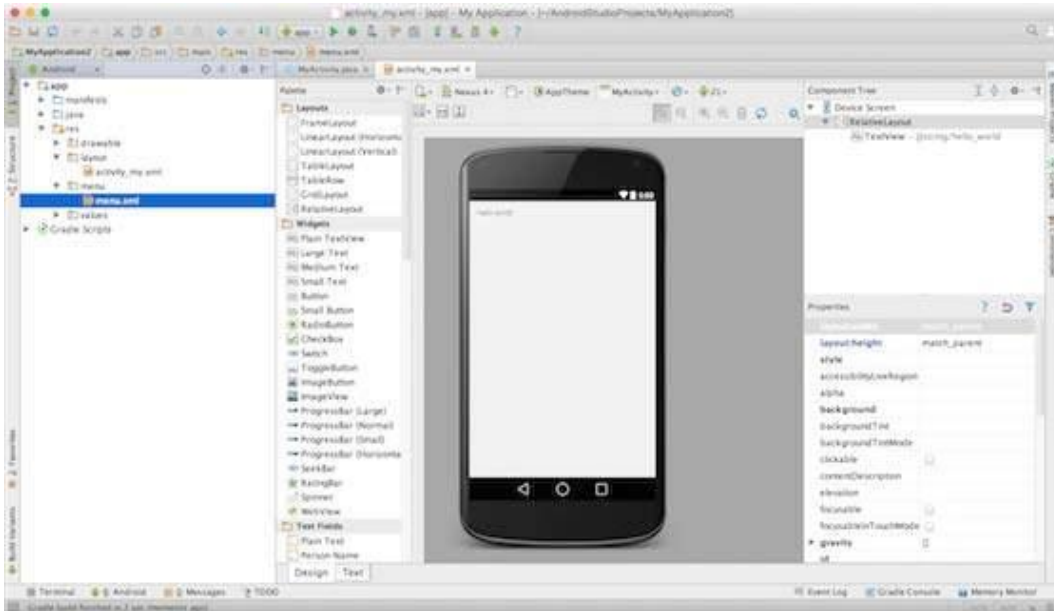 activity_my.xml - [app] - My Application - [~/AndroidStudioProjects/MyApplication2]
app
MyApplication2 app src main res menu menu.xml
Android
MyActivity.java activity_my.xml
1: Project
Z: Structure
2: Favorites
Build Variants
app
manifests
java
res
drawable
layout
activity_my.xml
menu
menu.xml
values
Gradle Scripts
Palette
Nexus 4 AppTheme MyActivity 21
Layouts
FrameLayout
LinearLayout (Horizonta
LinearLayout (Vertical)
TableLayout
TableRow
GridLayout
RelativeLayout
Widgets
Plain TextView
Large Text
Medium Text
Small Text
Button
Small Button
RadioButton
CheckBox
Switch
ToggleButton
ImageButton
ImageView
ProgressBar (Large)
ProgressBar (Normal)
ProgressBar (Small)
ProgressBar (Horizonta
SeekBar
RatingBar
Spinner
WebView
Text Fields
Plain Text
Person Name
Design Text
Component Tree
Device Screen
RelativeLayout
TextView - @string/hello_world
Properties
layout:height match_parent
style
accessibilityLiveRegion
alpha
background
backgroundTint
backgroundTintMode
clickable
contentDescription
elevation
focusable
focusableInTouchMode
gravity []
id
Terminal 6: Android 0: Messages TODO
Event Log Gradle Console Memory Monitor
Gradle build finished in 2 sec